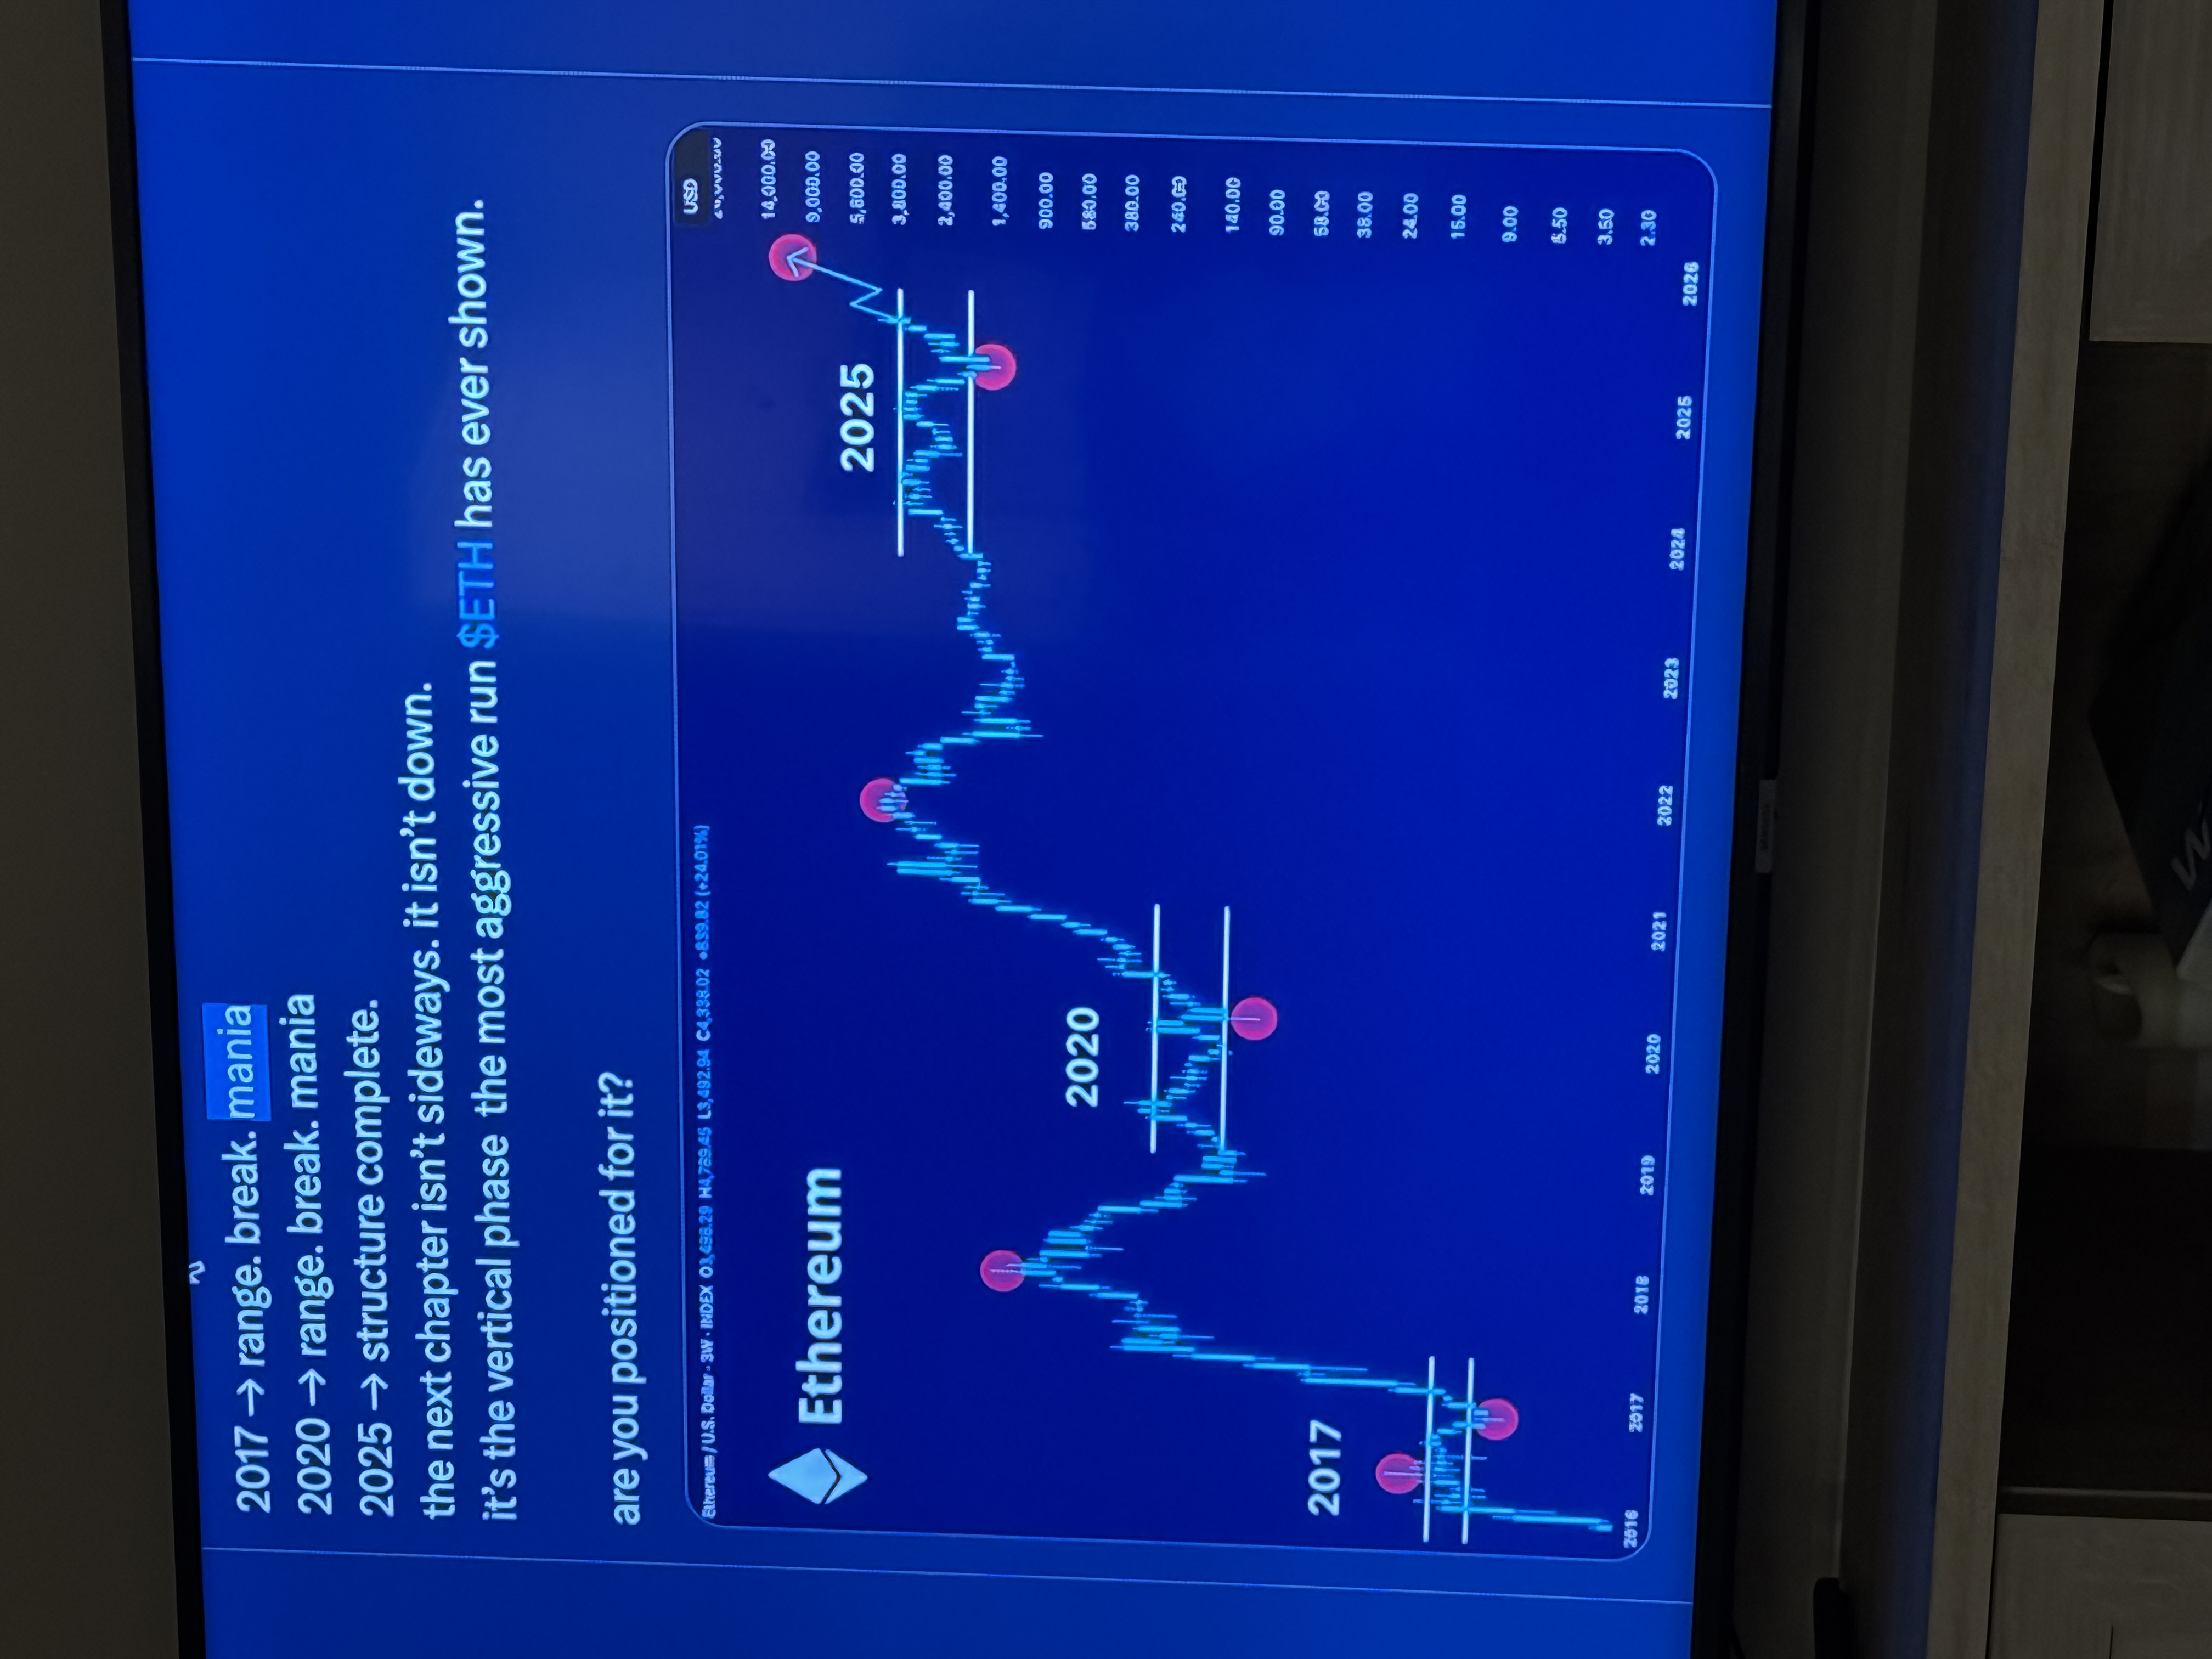 2017 → range. break. mania
2020 → range. break. mania
2025 → structure complete.
the next chapter isn't sideways. it isn't down.
it's the vertical phase  the most aggressive run $ETH has ever shown.
are you positioned for it?
Ethereum / U.S. Dollar · 3W · INDEX O3,498.29 H4,789.45 L3,492.94 C4,338.02 +839.82 (+24.01%)
USD
14,000.00
Ethereum
9,000.00
2025
5,800.00
3,800.00
2,400.00
1,400.00
900.00
2020
580.00
380.00
240.00
140.00
90.00
2017
58.00
38.00
24.00
15.00
9.00
5.50
3.50
2.30
2016 2017 2018 2019 2020 2021 2022 2023 2024 2025 2026